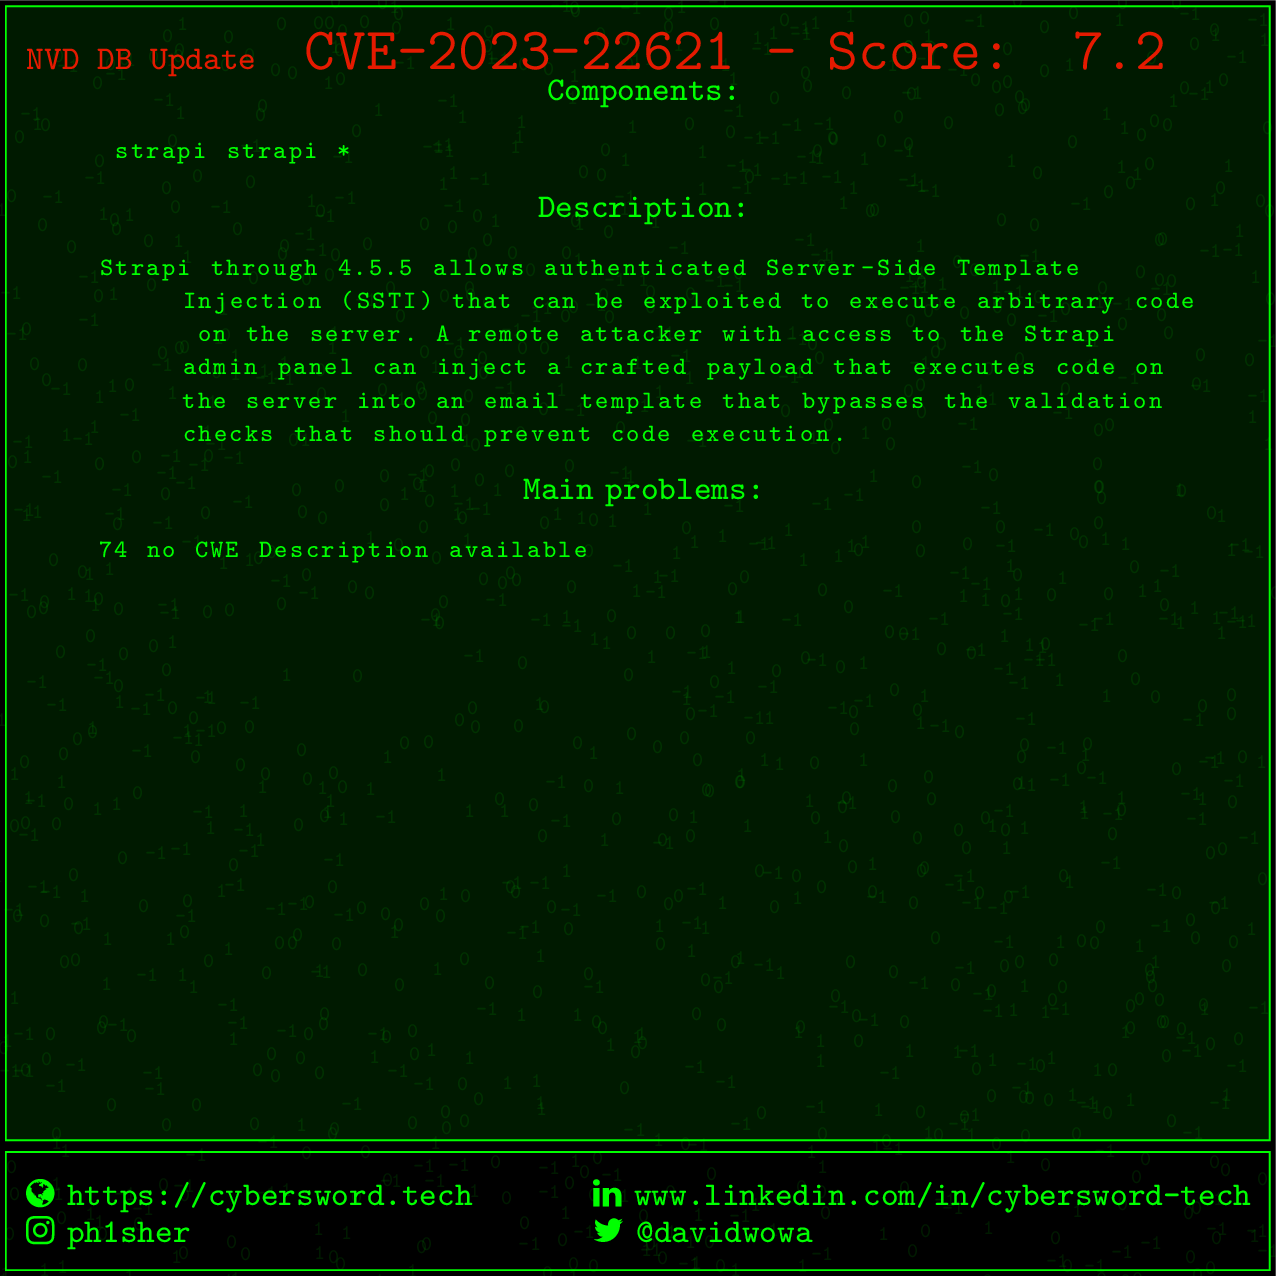 NVD DB Update CVE-2023-22621 - Score: 7.2
Components:
strapi strapi *
Description:
Strapi through 4.5.5 allows authenticated Server-Side Template
Injection (SSTI) that can be exploited to execute arbitrary code
on the server. A remote attacker with access to the Strapi
admin panel can inject a crafted payload that executes code on
the server into an email template that bypasses the validation
checks that should prevent code execution.
Main problems:
74 no CWE Description available
https://cybersword.tech
www.linkedin.com/in/cybersword-tech
ph1sher
@davidwowa